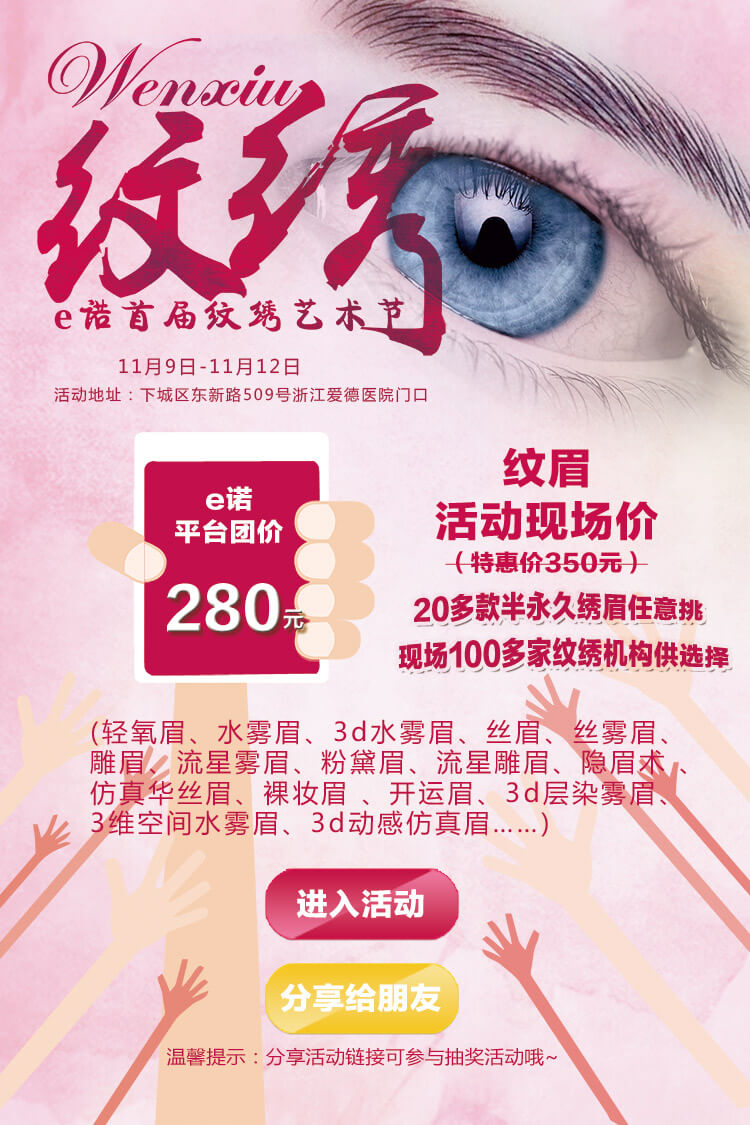 Wenxiu
纹绣
e诺首届纹绣艺术节
11月9日-11月12日
活动地址：下城区东新路509号浙江爱德医院门口
e诺
平台团价
280元
纹眉
活动现场价
（特惠价350元）
20多款半永久绣眉任意挑
现场100多家纹绣机构供选择
(轻氧眉、水雾眉、3d水雾眉、丝眉、丝雾眉、
雕眉、流星雾眉、粉黛眉、流星雕眉、隐眉术、
仿真华丝眉、裸妆眉、开运眉、3d层染雾眉、
3维空间水雾眉、3d动感仿真眉……)
进入活动
分享给朋友
温馨提示：分享活动链接可参与抽奖活动哦~